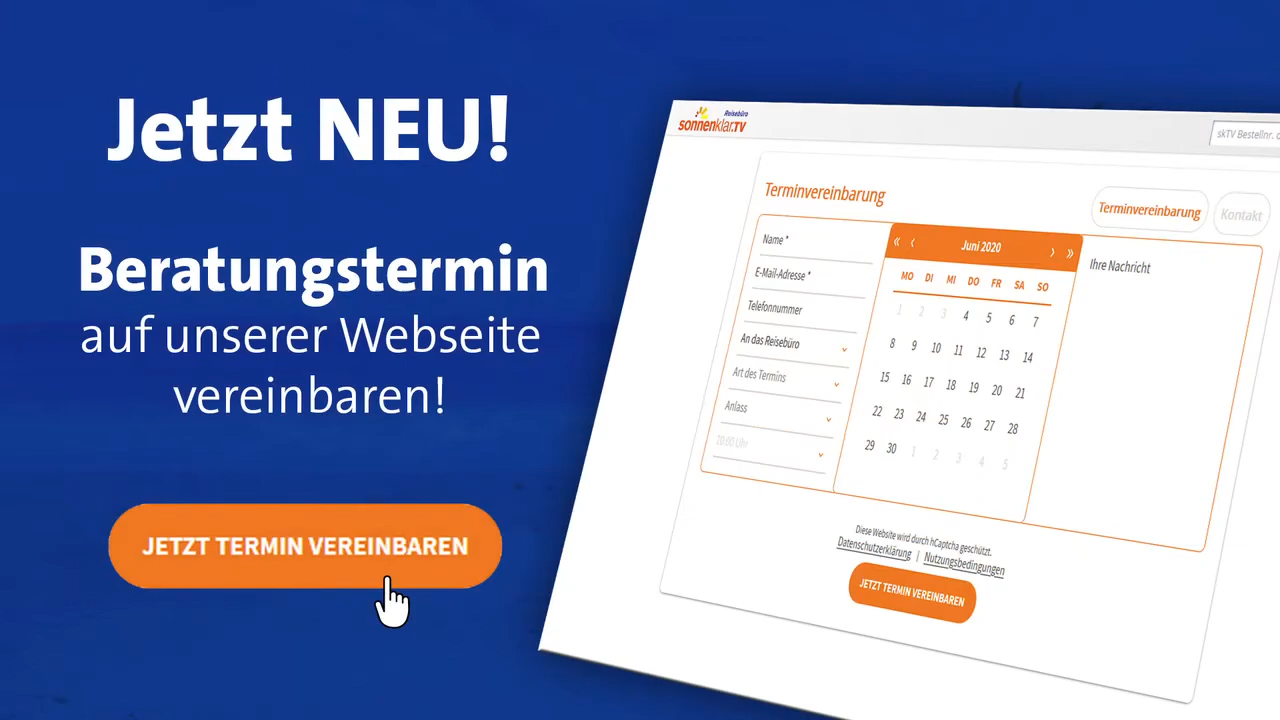 Jetzt NEU!
Beratungstermin
auf unserer Webseite
vereinbaren!
JETZT TERMIN VEREINBAREN
Reisebüro
sonnenklar.TV
skTV Bestellnr.
Terminvereinbarung
Terminvereinbarung
Kontakt
Name *
E-Mail-Adresse *
Telefonnummer
An das Reisebüro
Art des Termins
Anlass
10:00 Uhr
« ‹ Juni 2020 › »
MO DI MI DO FR SA SO
1 2 3 4 5 6 7
8 9 10 11 12 13 14
15 16 17 18 19 20 21
22 23 24 25 26 27 28
29 30 1 2 3 4 5
Ihre Nachricht
Diese Website wird durch hCaptcha geschützt.
Datenschutzerklärung | Nutzungsbedingungen
JETZT TERMIN VEREINBAREN